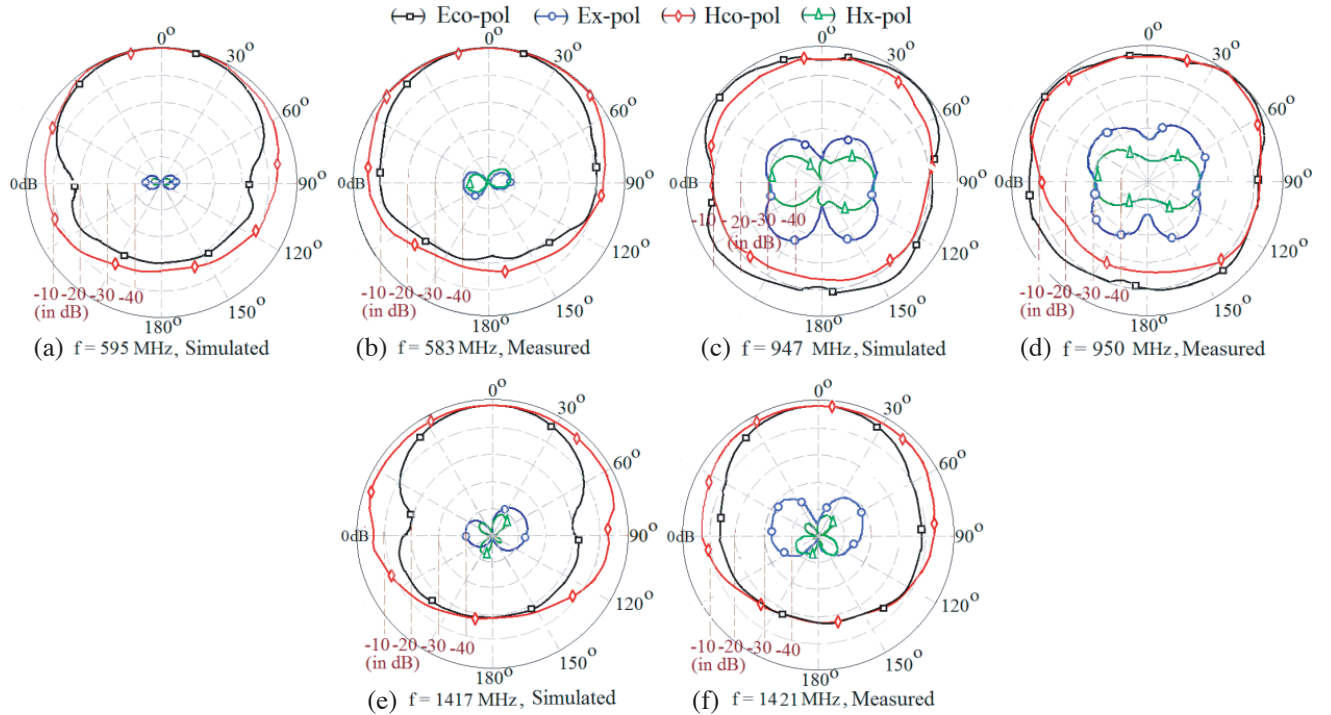 Eco-pol Ex-pol Hco-pol Hx-pol
0°
30°
60°
0dB
90°
120°
-10 -20 -30 -40
(in dB)
150°
180°
(a) f = 595 MHz, Simulated
0°
30°
60°
0dB
90°
120°
-10 -20 -30 -40
(in dB)
150°
180°
(b) f = 583 MHz, Measured
0°
30°
60°
0dB
90°
-10
20 -30 -40
(in dB)
120°
150°
180°
(c) f = 947 MHz, Simulated
0°
30°
60°
0dB
90°
120°
-10 -20 -30 -40
(in dB)
150°
180°
(d) f = 950 MHz, Measured
0°
30°
60°
0dB
90°
120°
-10 -20 -30 -40
(in dB)
150°
180°
(e) f = 1417 MHz, Simulated
0°
30°
60°
0dB
90°
120°
-10 -20 -30 -40
(in dB)
150°
180°
(f) f = 1421 MHz, Measured